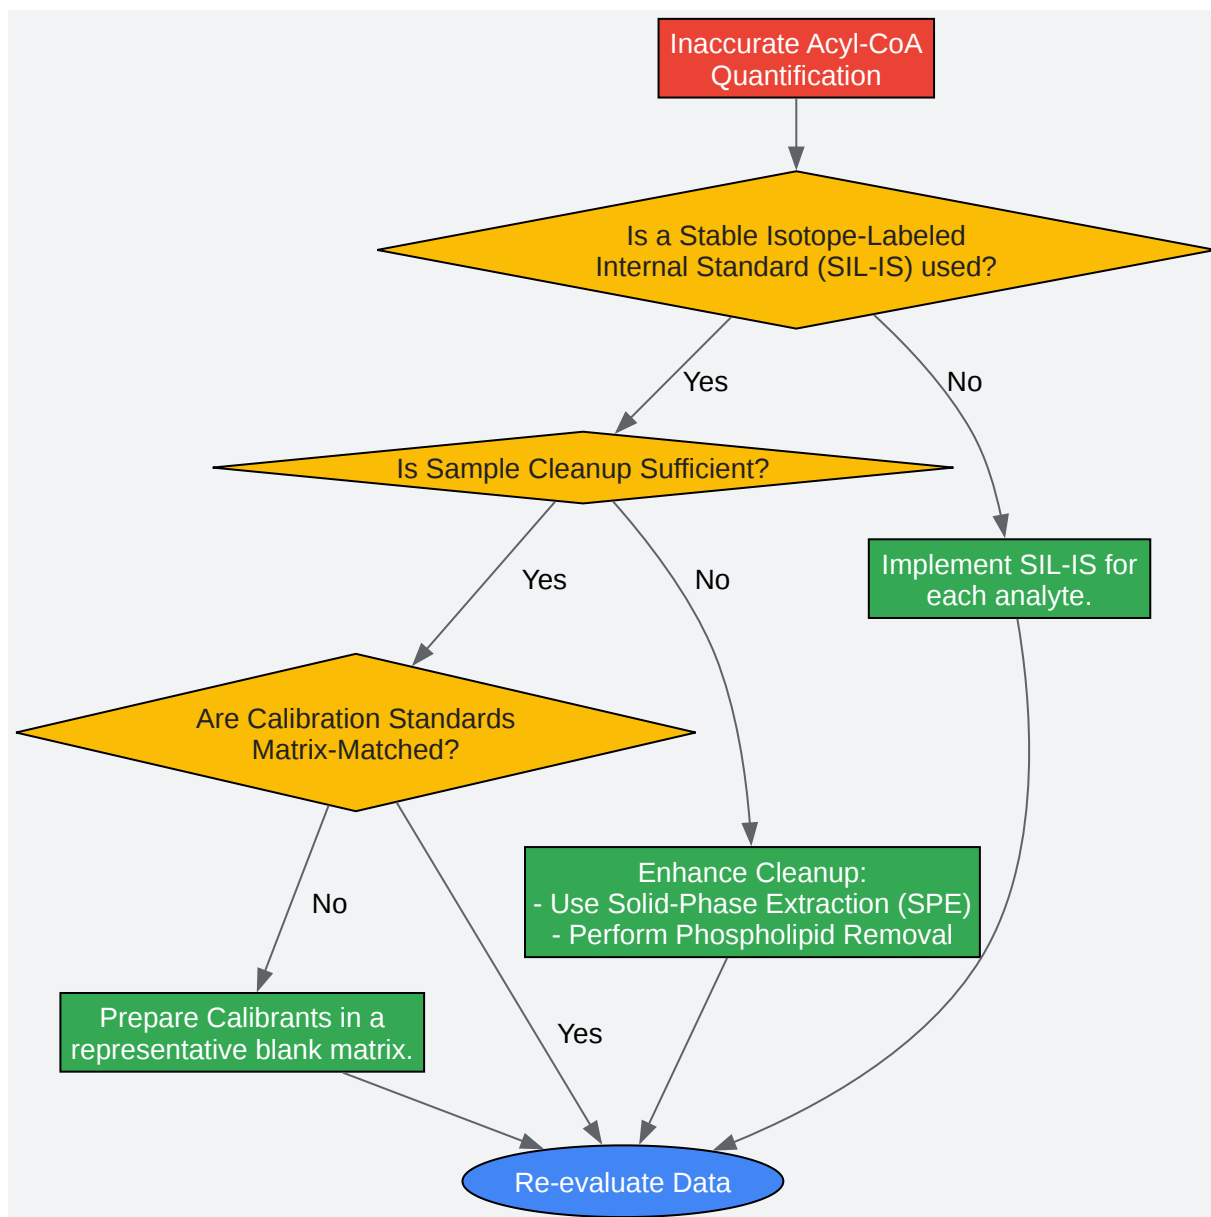 Inaccurate Acyl-CoA
Quantification
Is a Stable Isotope-Labeled
Internal Standard (SIL-IS) used?
Yes
No
Is Sample Cleanup Sufficient?
Implement SIL-IS for
each analyte.
Yes
No
Are Calibration Standards
Matrix-Matched?
Enhance Cleanup:
- Use Solid-Phase Extraction (SPE)
- Perform Phospholipid Removal
No
Yes
Prepare Calibrants in a
representative blank matrix.
Re-evaluate Data